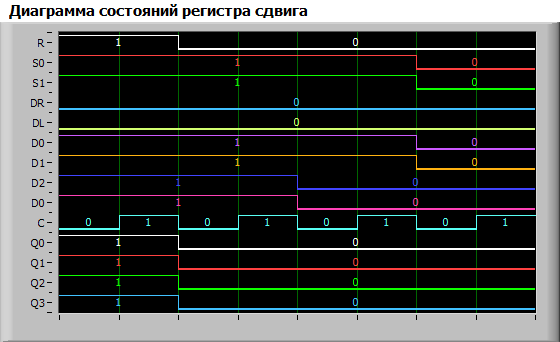 Диаграмма состояний регистра сдвига
R 1 0
S0 1 0
S1 1 0
DR 0
DL 0
D0 1 0
D1 1 0
D2 1 0
D0 1 0
C 0 1 0 1 0 1 0 1
Q0 1 0
Q1 1 0
Q2 1 0
Q3 1 0